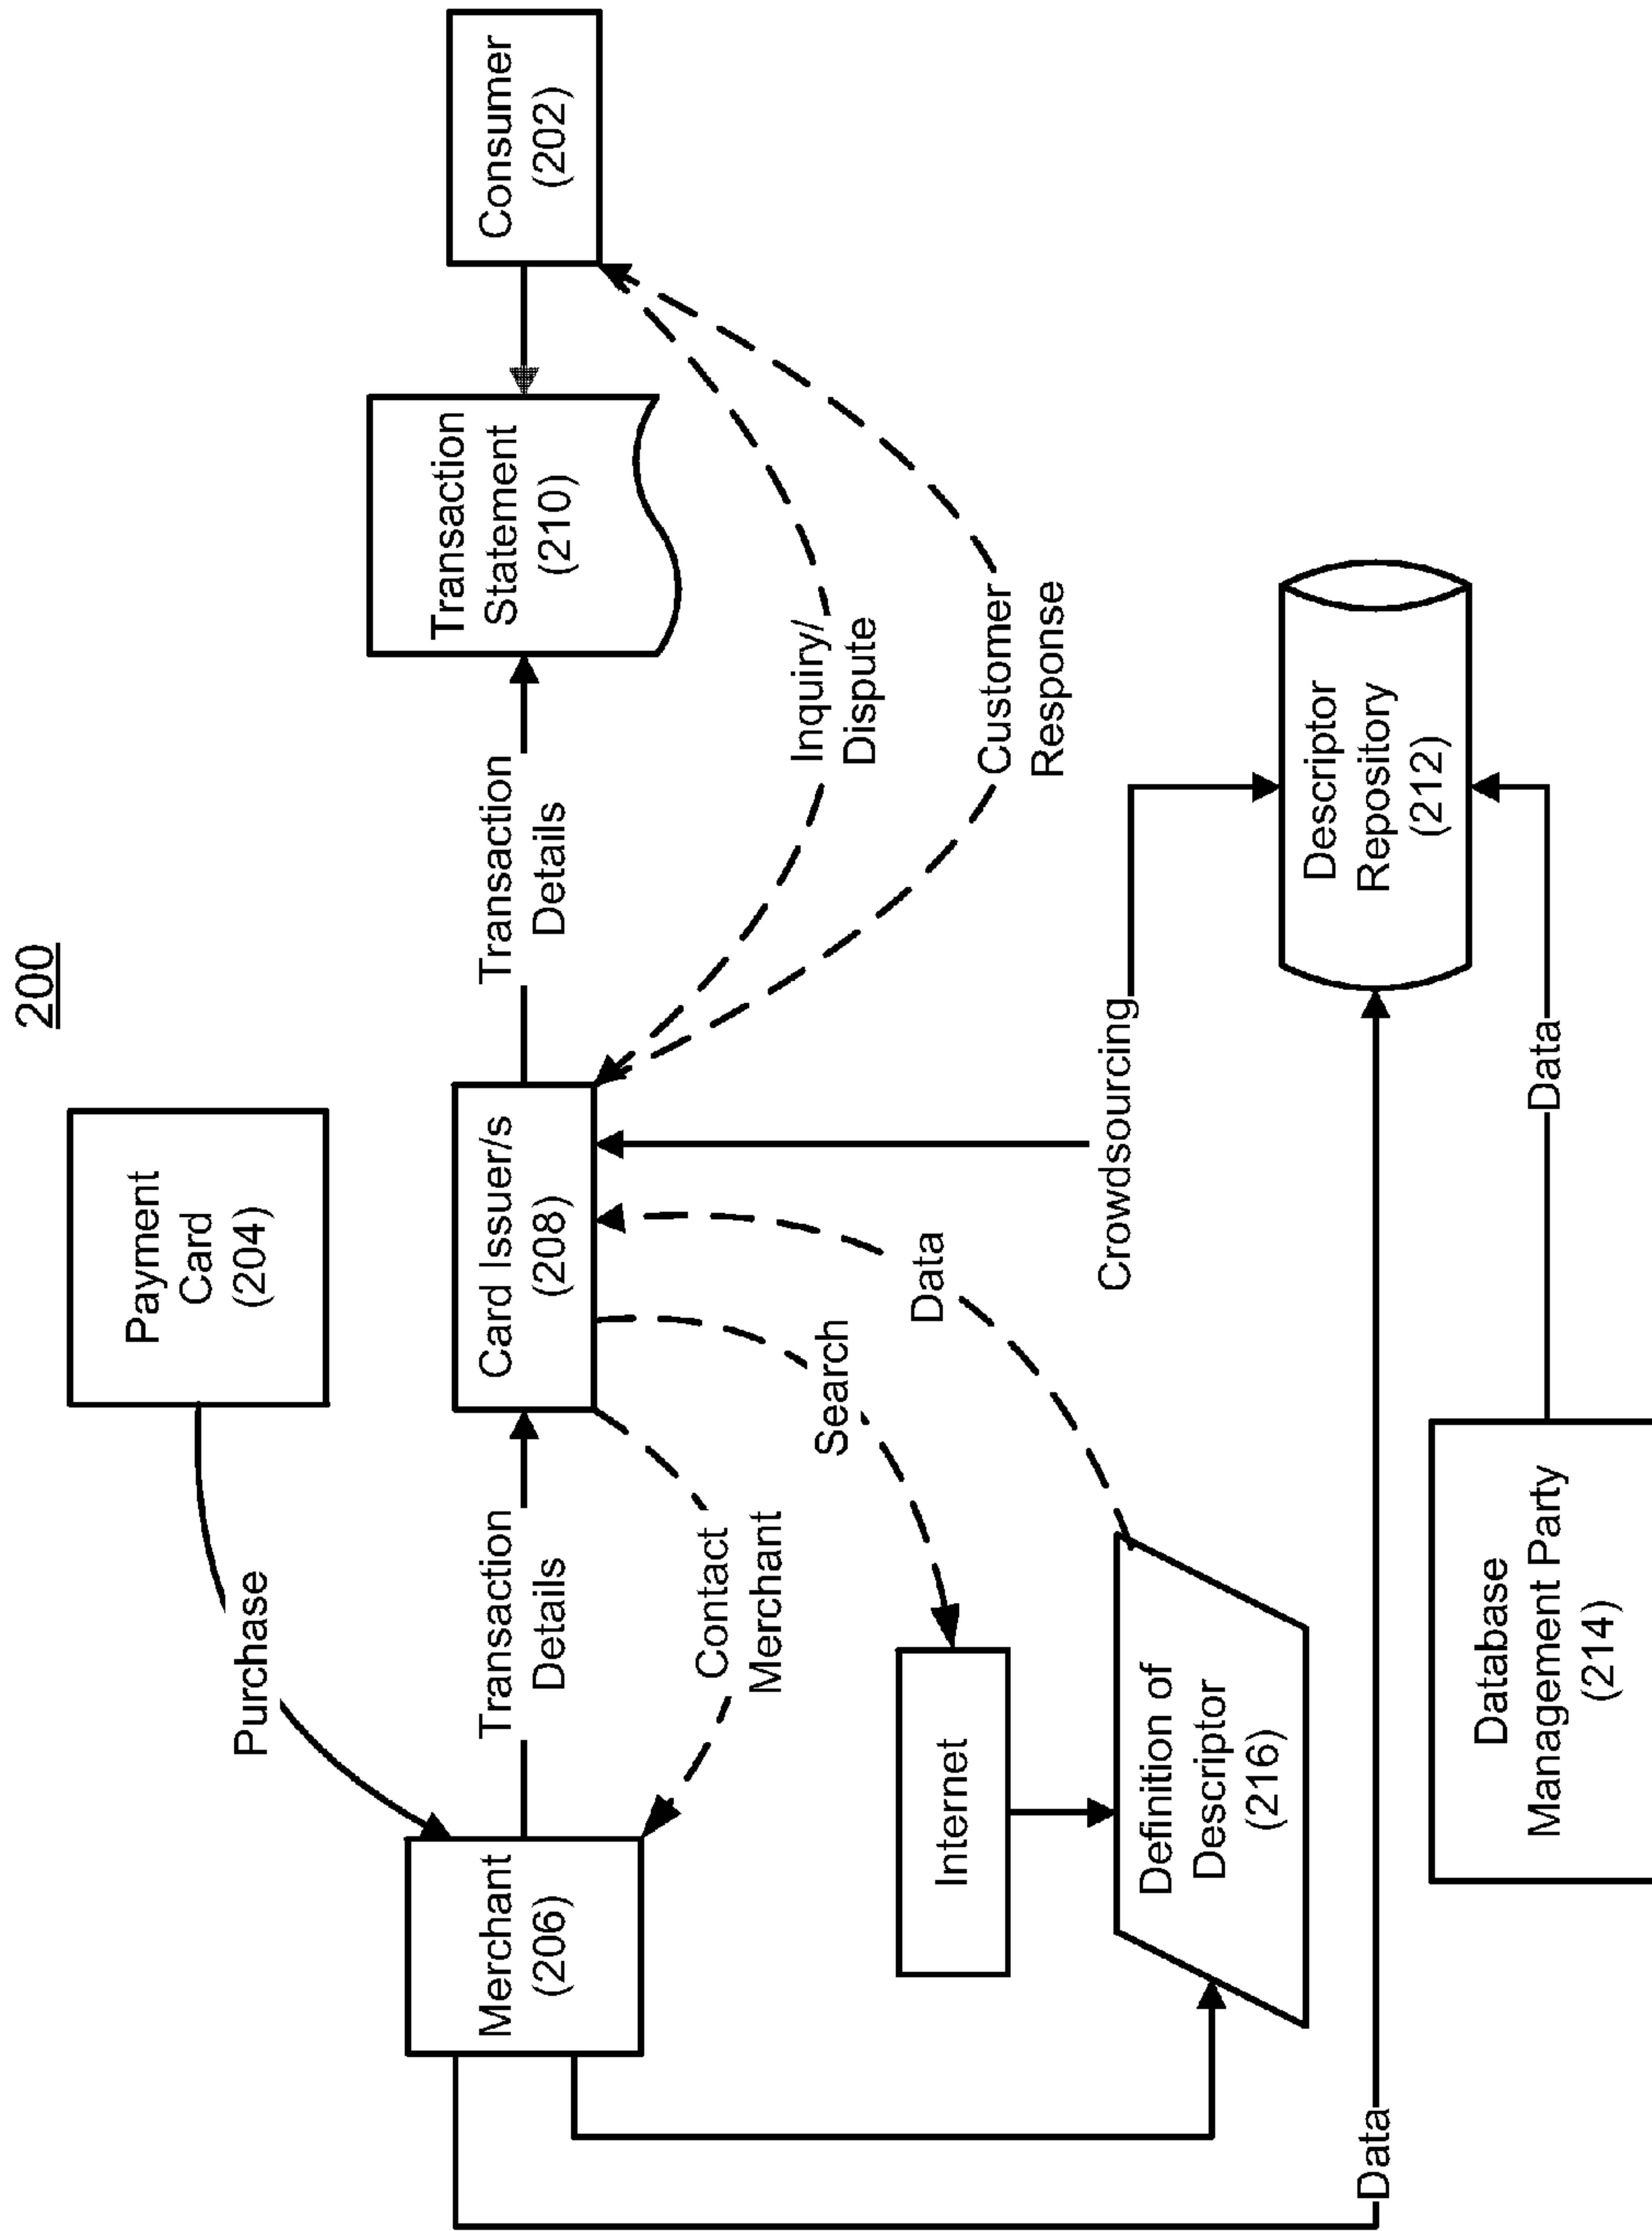 200
Payment
Card
(204)
Purchase
Merchant
(206)
Transaction
Details
Card Issuer/s
(208)
Transaction
Details
Transaction
Statement
(210)
Consumer
(202)
Contact
Merchant
Search
Data
Inquiry/
Dispute
Customer
Response
Internet
Crowdsourcing
Definition of
Descriptor
(216)
Descriptor
Repository
(212)
Data
Data
Database
Management Party
(214)